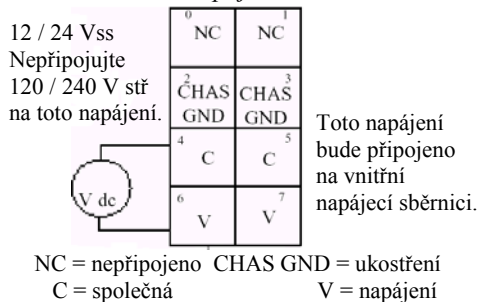 12 / 24 Vss
Nepřipojujte
120 / 240 V stř
na toto napájení.
0 1
NC NC
2 3
CHAS CHAS
GND GND
4 5
C C
V dc
6 7
V V
Toto napájení
bude připojeno
na vnitřní
napájecí sběrnici.
NC = nepřipojeno CHAS GND = ukostření
C = společná V = napájení